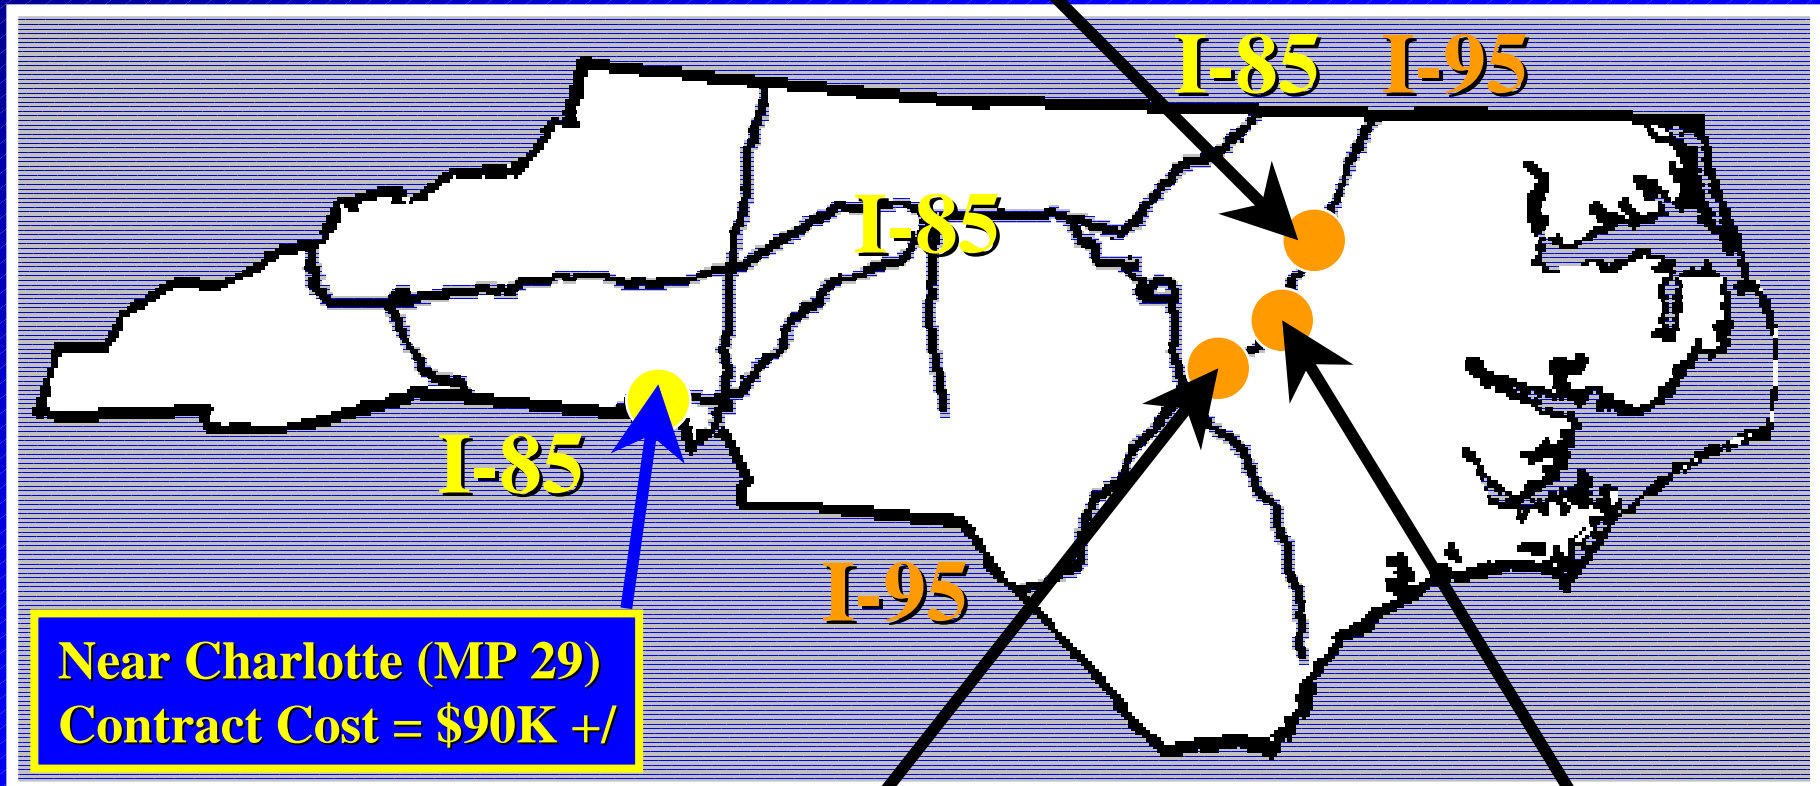 I-85 I-95
I-85
I-85
I-95
Near Charlotte (MP 29)
Contract Cost = $90K +/